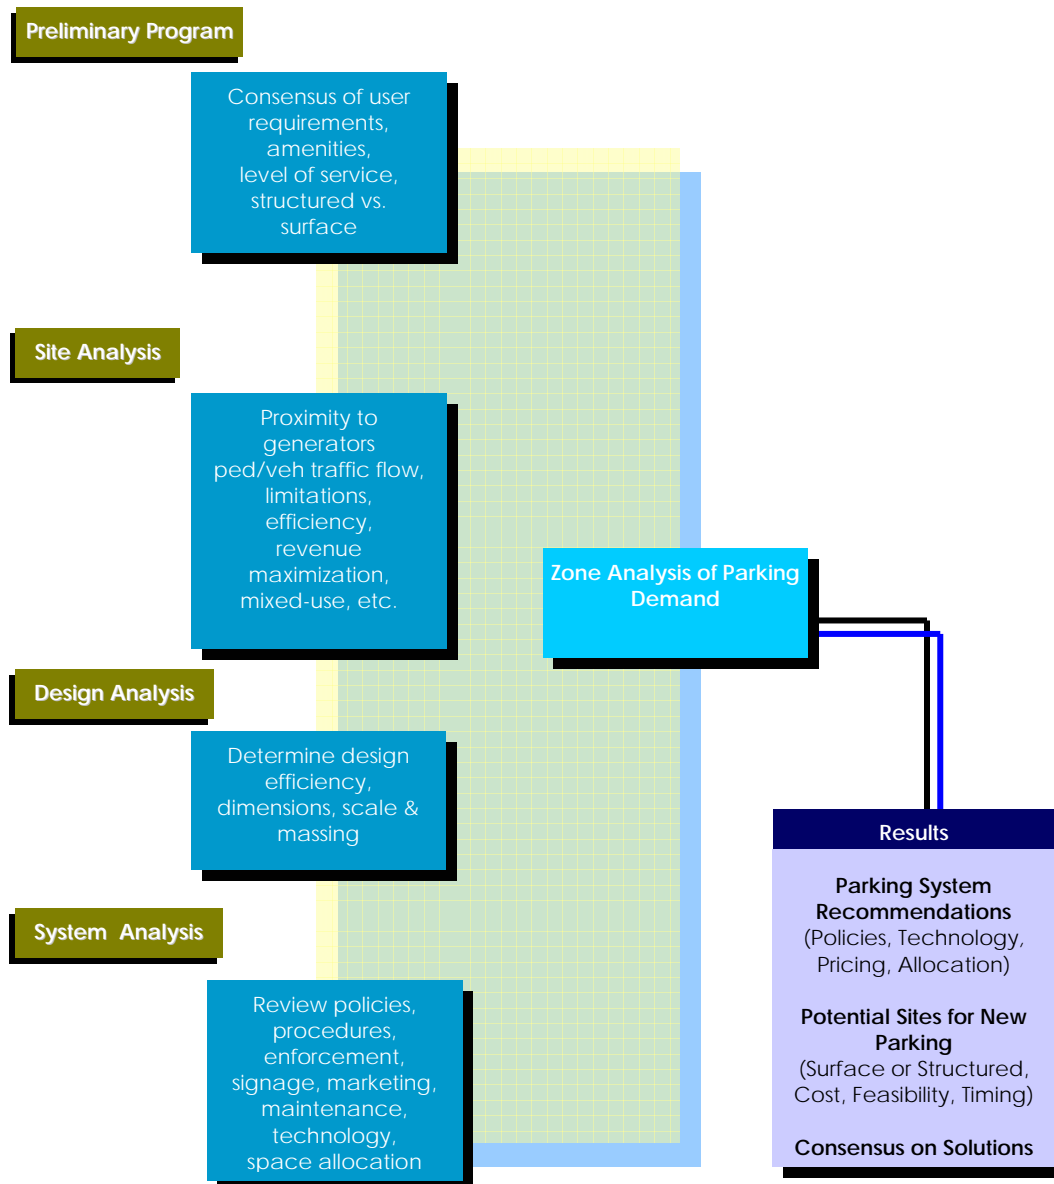 Preliminary Program
Consensus of user
requirements,
amenities,
level of service,
structured vs.
surface
Site Analysis
Proximity to
generators
ped/veh traffic flow,
limitations,
efficiency,
revenue
maximization,
mixed-use, etc.
Zone Analysis of Parking
Demand
Design Analysis
Determine design
efficiency,
dimensions, scale &
massing
System Analysis
Review policies,
procedures,
enforcement,
signage, marketing,
maintenance,
technology,
space allocation
Results
Parking System
Recommendations
(Policies, Technology,
Pricing, Allocation)
Potential Sites for New
Parking
(Surface or Structured,
Cost, Feasibility, Timing)
Consensus on Solutions